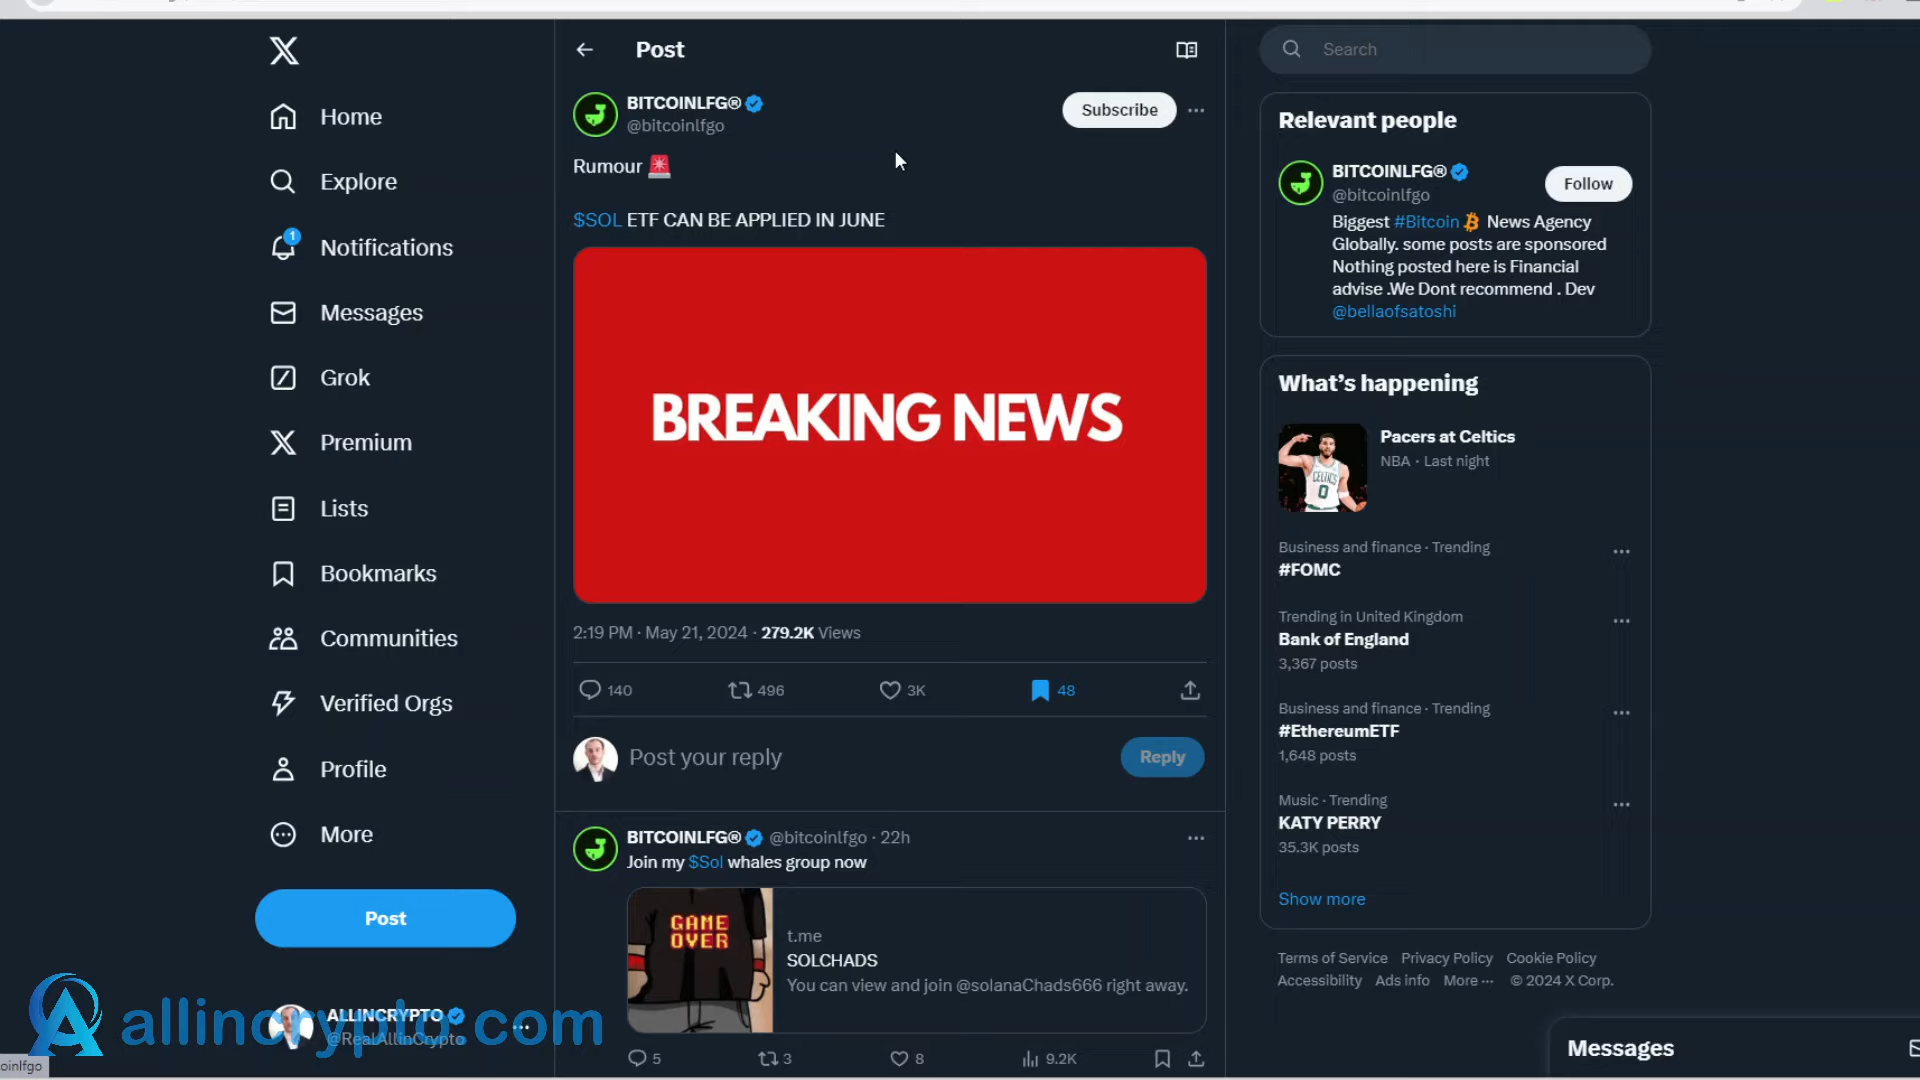 Post
Search
Home
Explore
1
Notifications
Messages
Grok
Premium
Lists
Bookmarks
Communities
Verified Orgs
Profile
More
Post
ALLINCRYPTO
@RealAllinCrypto
allincrypto.com
coinlfgo
BITCOINLFG®
@bitcoinlfgo
Subscribe
Rumour
$SOL ETF CAN BE APPLIED IN JUNE
BREAKING NEWS
2:19 PM · May 21, 2024 · 279.2K Views
140 496 3K 48
Post your reply
Reply
BITCOINLFG® @bitcoinlfgo · 22h
Join my $Sol whales group now
GAME
OVER
t.me
SOLCHADS
You can view and join @solanaChads666 right away.
5 3 8 9.2K
Relevant people
BITCOINLFG®
@bitcoinlfgo
Follow
Biggest #Bitcoin News Agency
Globally. some posts are sponsored
Nothing posted here is Financial
advise .We Dont recommend . Dev
@bellaofsatoshi
What's happening
CELTICS
0
Pacers at Celtics
NBA · Last night
Business and finance · Trending
#FOMC
Trending in United Kingdom
Bank of England
3,367 posts
Business and finance · Trending
#EthereumETF
1,648 posts
Music · Trending
KATY PERRY
35.3K posts
Show more
Terms of Service Privacy Policy Cookie Policy
Accessibility Ads info More ··· © 2024 X Corp.
Messages